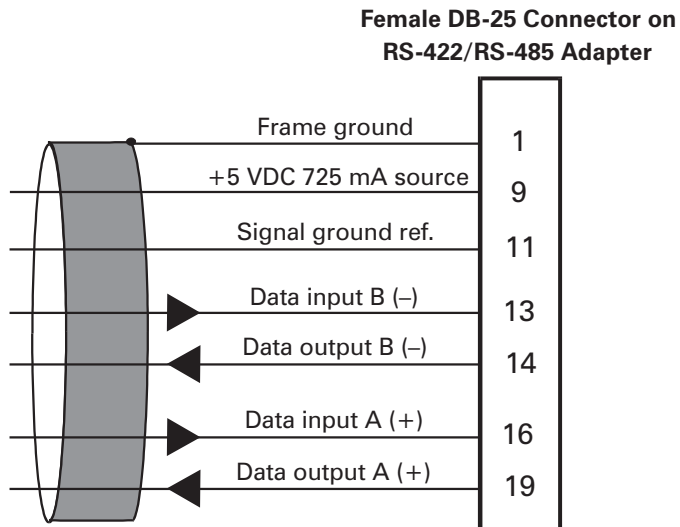 Female DB-25 Connector on
RS-422/RS-485 Adapter
Frame ground 1
+5 VDC 725 mA source 9
Signal ground ref. 11
Data input B (–) 13
Data output B (–) 14
Data input A (+) 16
Data output A (+) 19